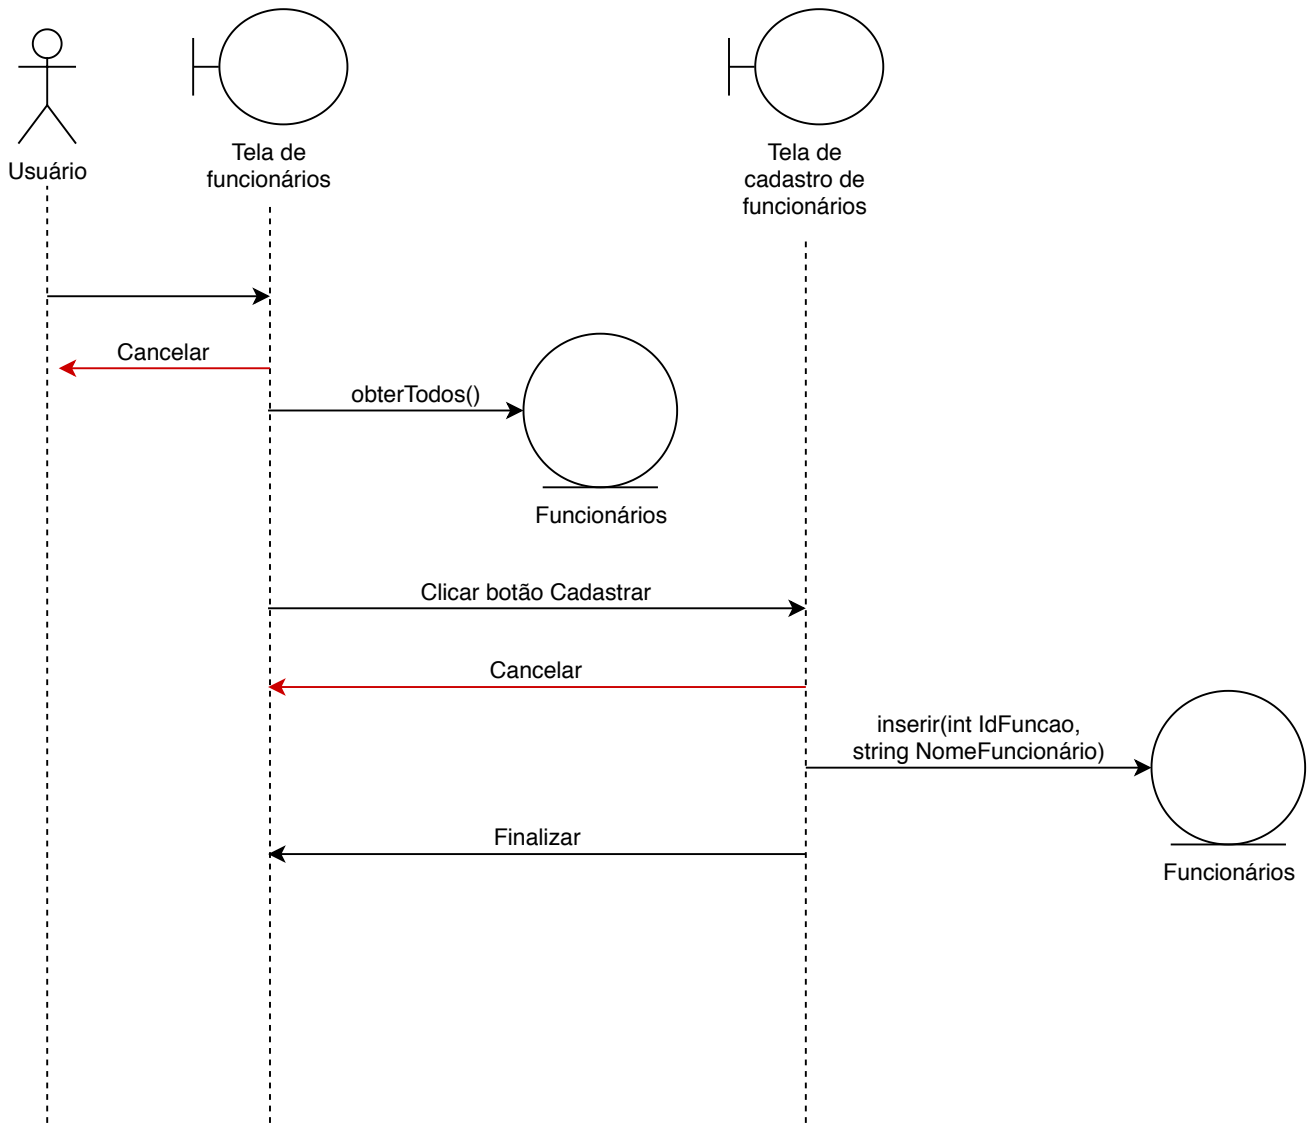 Usuário
Tela de
funcionários
Tela de
cadastro de
funcionários
Cancelar
obterTodos()
Funcionários
Clicar botão Cadastrar
Cancelar
inserir(int IdFuncao,
string NomeFuncionário)
Finalizar
Funcionários